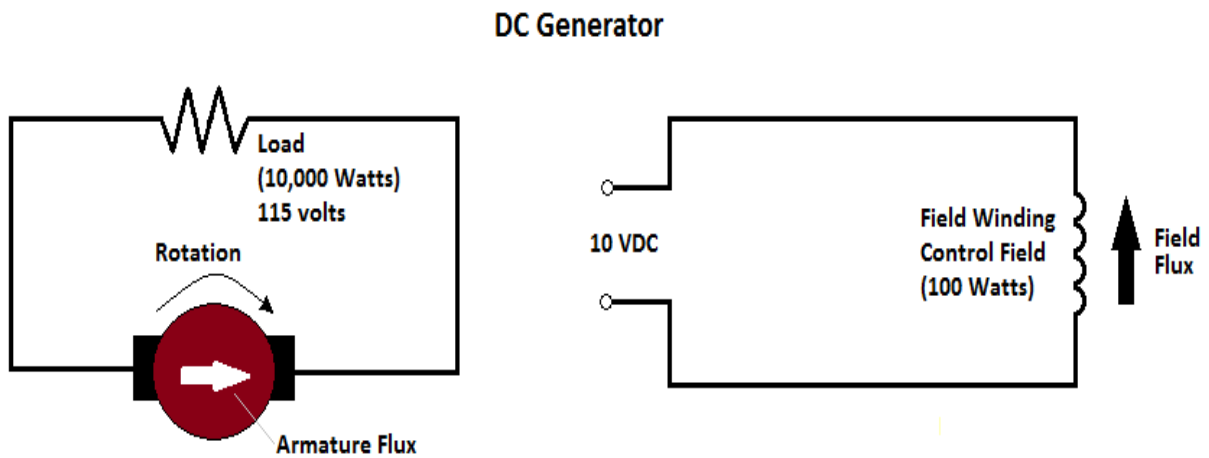 DC Generator
Load
(10,000 Watts)
115 volts
Rotation
Armature Flux
10 VDC
Field Winding
Control Field
(100 Watts)
Field
Flux